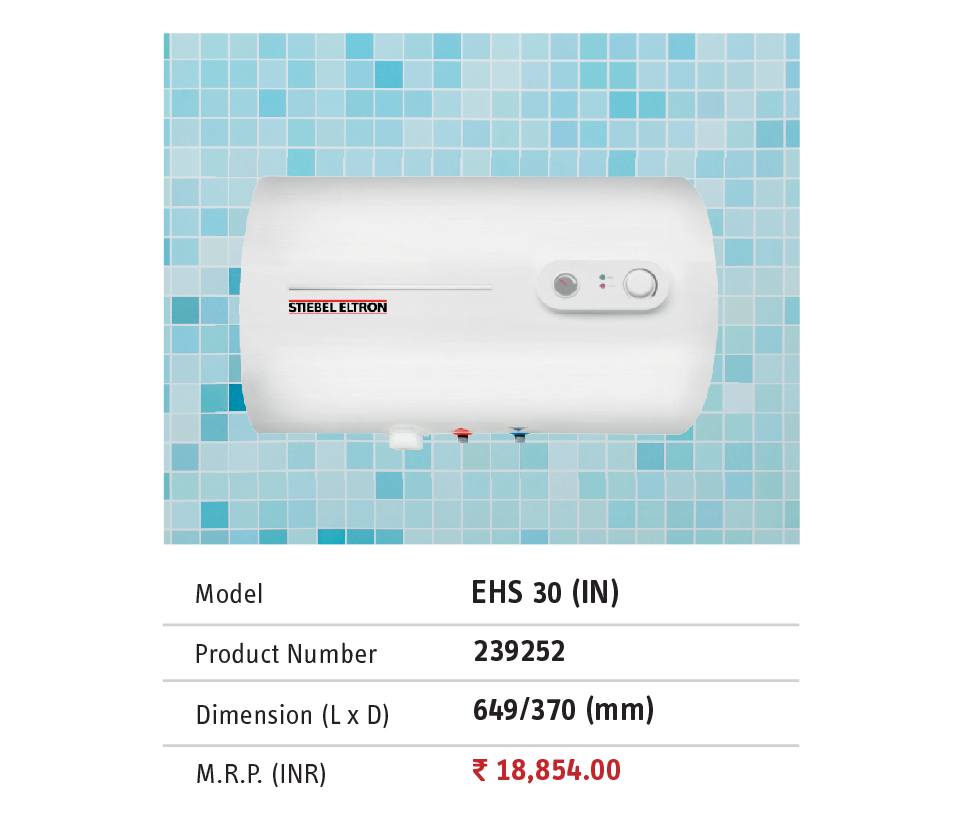 STIEBEL ELTRON
Model EHS 30 (IN)
Product Number 239252
Dimension (L x D) 649/370 (mm)
M.R.P. (INR) ₹ 18,854.00